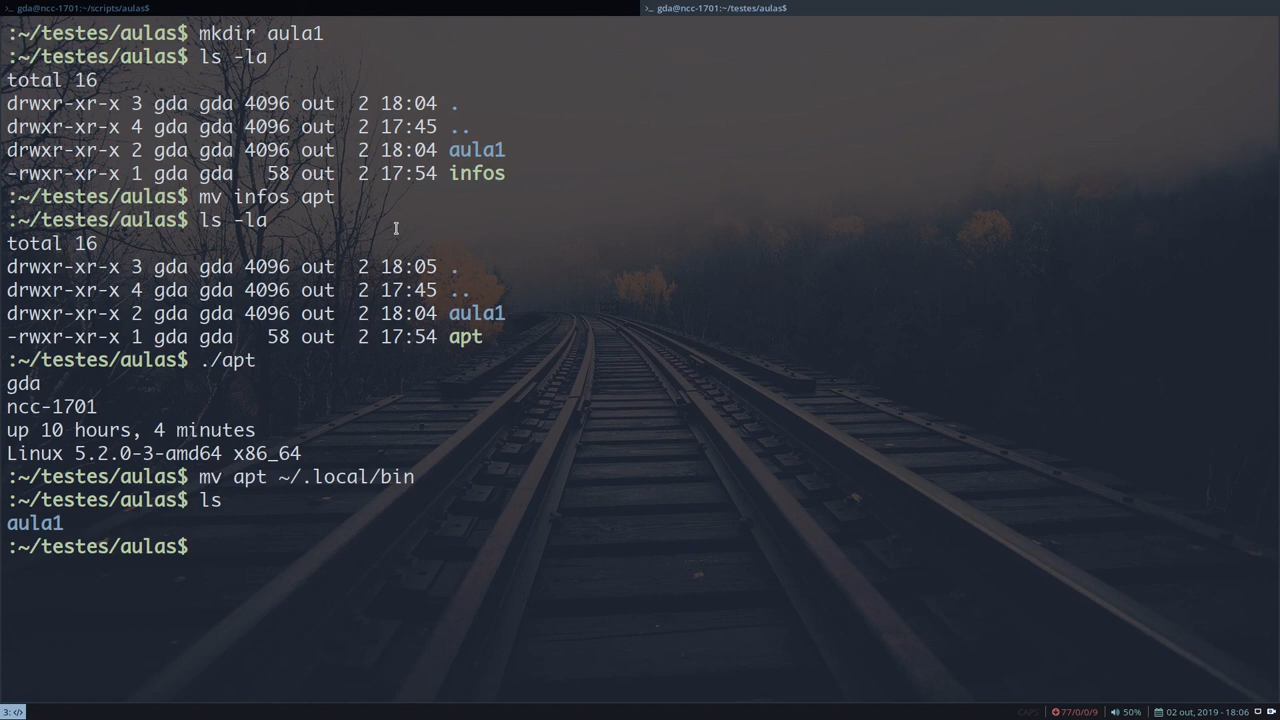 gda@ncc-1701:~/scripts/aulas$
gda@ncc-1701:~/testes/aulas$
:~/testes/aulas$ mkdir aula1
:~/testes/aulas$ ls -la
total 16
drwxr-xr-x 3 gda gda 4096 out  2 18:04 .
drwxr-xr-x 4 gda gda 4096 out  2 17:45 ..
drwxr-xr-x 2 gda gda 4096 out  2 18:04 aula1
-rwxr-xr-x 1 gda gda   58 out  2 17:54 infos
:~/testes/aulas$ mv infos apt
:~/testes/aulas$ ls -la
total 16
drwxr-xr-x 3 gda gda 4096 out  2 18:05 .
drwxr-xr-x 4 gda gda 4096 out  2 17:45 ..
drwxr-xr-x 2 gda gda 4096 out  2 18:04 aula1
-rwxr-xr-x 1 gda gda   58 out  2 17:54 apt
:~/testes/aulas$ ./apt
gda
ncc-1701
up 10 hours, 4 minutes
Linux 5.2.0-3-amd64 x86_64
:~/testes/aulas$ mv apt ~/.local/bin
:~/testes/aulas$ ls
aula1
:~/testes/aulas$
3: </> CAPS 77/0/0/9 50% 02 out, 2019 - 18:06